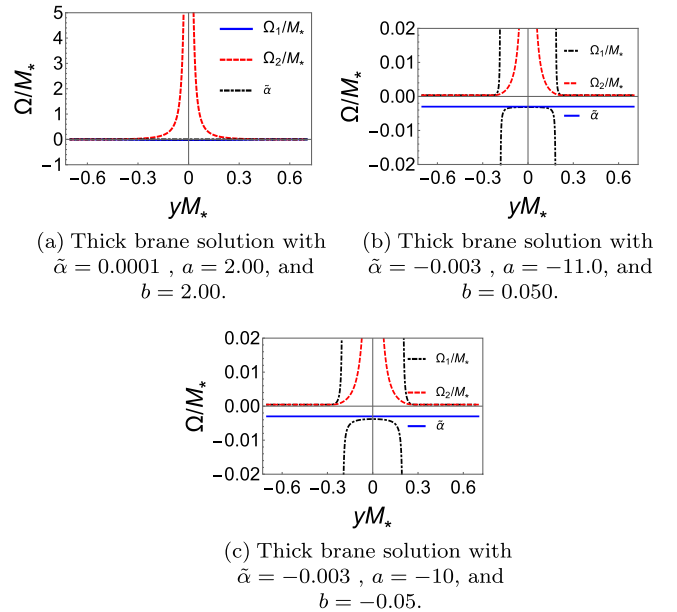 5
4
3
2
1
0
-1
Ω/M*
-0.6 -0.3 0 0.3 0.6
yM*
Ω₁/M*
Ω₂/M*
α̃
(a) Thick brane solution with
α̃ = 0.0001 , a = 2.00, and
b = 2.00.
0.02
0.01
0.00
-0.01
-0.02
Ω/M*
-0.6 -0.3 0 0.3 0.6
yM*
Ω₁/M*
Ω₂/M*
α̃
(b) Thick brane solution with
α̃ = −0.003 , a = −11.0, and
b = 0.050.
0.02
0.01
0.00
-0.01
-0.02
Ω/M*
-0.6 -0.3 0 0.3 0.6
yM*
Ω₁/M*
Ω₂/M*
α̃
(c) Thick brane solution with
α̃ = −0.003 , a = −10, and
b = −0.05.